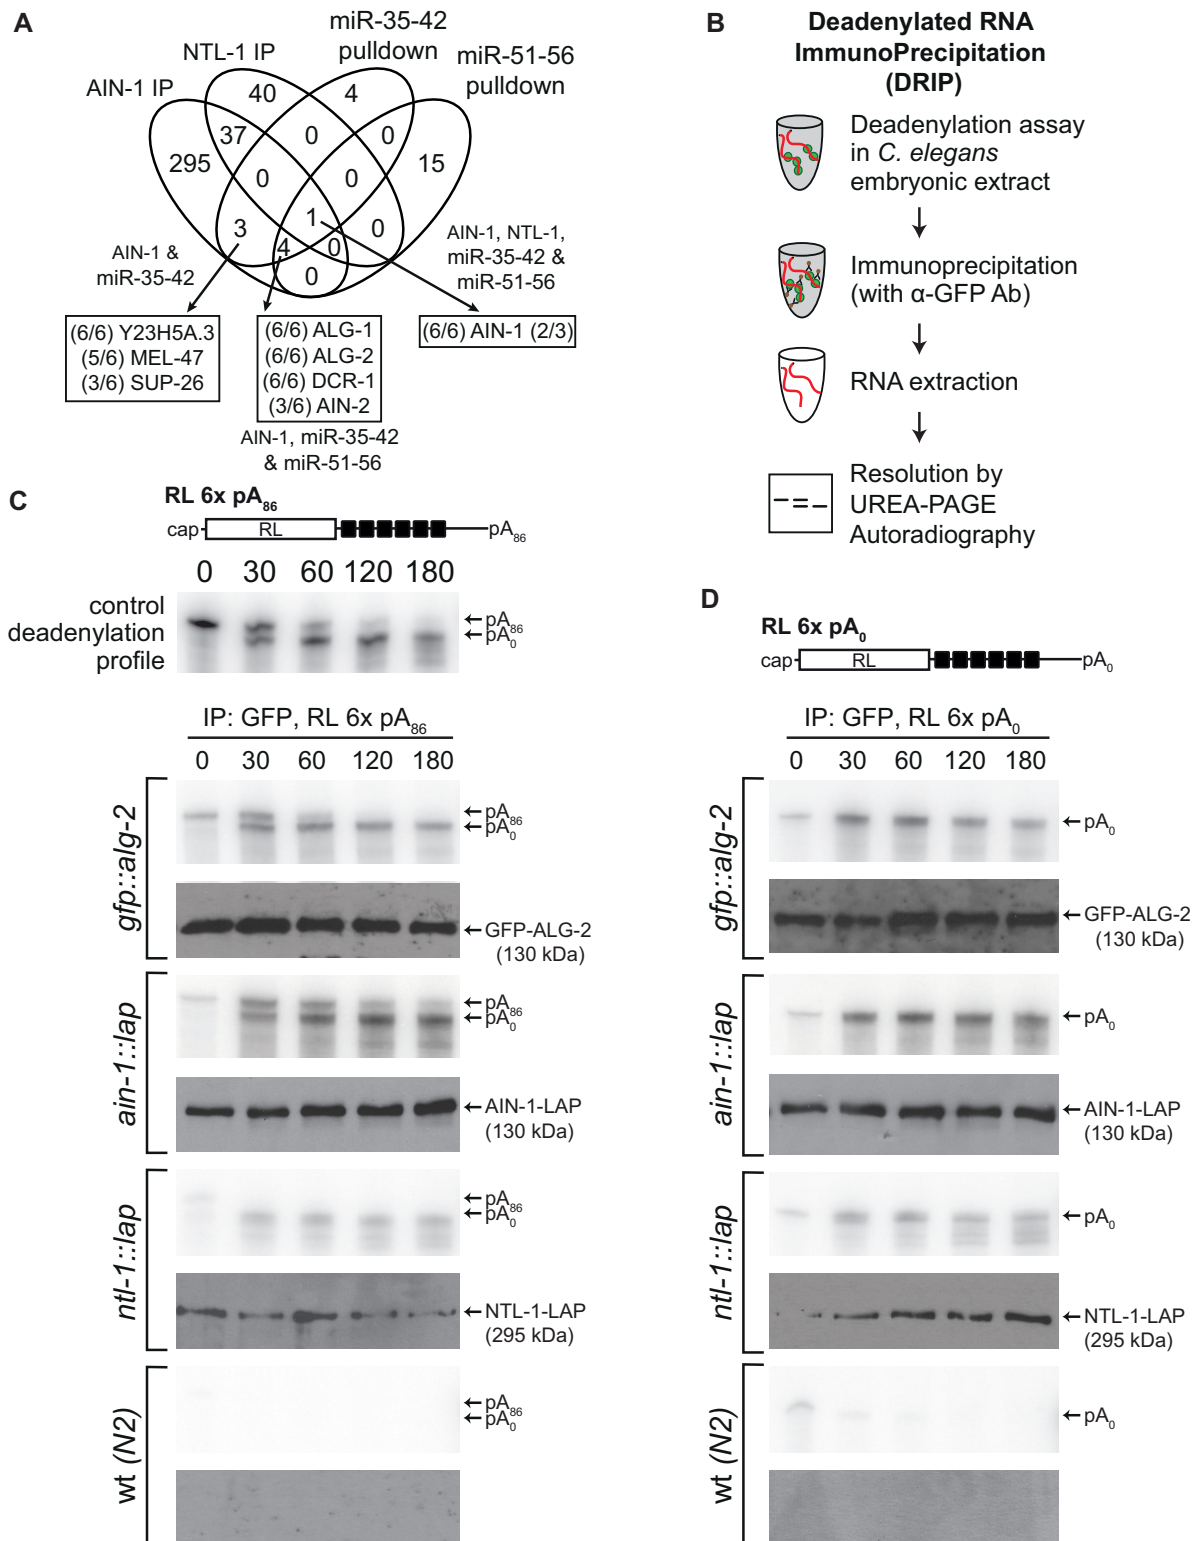 A
AIN-1 IP
NTL-1 IP
miR-35-42
pulldown
miR-51-56
pulldown
295
40
4
15
37
0
0
0
0
3
1
0
4
0
0
AIN-1 &
miR-35-42
AIN-1, NTL-1,
miR-35-42 &
miR-51-56
(6/6) Y23H5A.3
(5/6) MEL-47
(3/6) SUP-26
(6/6) ALG-1
(6/6) ALG-2
(6/6) DCR-1
(3/6) AIN-2
(6/6) AIN-1 (2/3)
AIN-1, miR-35-42
& miR-51-56
B
Deadenylated RNA
ImmunoPrecipitation
(DRIP)
Deadenylation assay
in C. elegans
embryonic extract
Immunoprecipitation
(with α-GFP Ab)
RNA extraction
Resolution by
UREA-PAGE
Autoradiography
C
RL 6x pA86
cap
RL
pA86
0 30 60 120 180
control
deadenylation
profile
pA86
pA0
IP: GFP, RL 6x pA86
0 30 60 120 180
gfp::alg-2
pA86
pA0
GFP-ALG-2
(130 kDa)
ain-1::lap
pA86
pA0
AIN-1-LAP
(130 kDa)
ntl-1::lap
pA86
pA0
NTL-1-LAP
(295 kDa)
wt (N2)
pA86
pA0
D
RL 6x pA0
cap
RL
pA0
IP: GFP, RL 6x pA0
0 30 60 120 180
gfp::alg-2
pA0
GFP-ALG-2
(130 kDa)
ain-1::lap
pA0
AIN-1-LAP
(130 kDa)
ntl-1::lap
pA0
NTL-1-LAP
(295 kDa)
wt (N2)
pA0